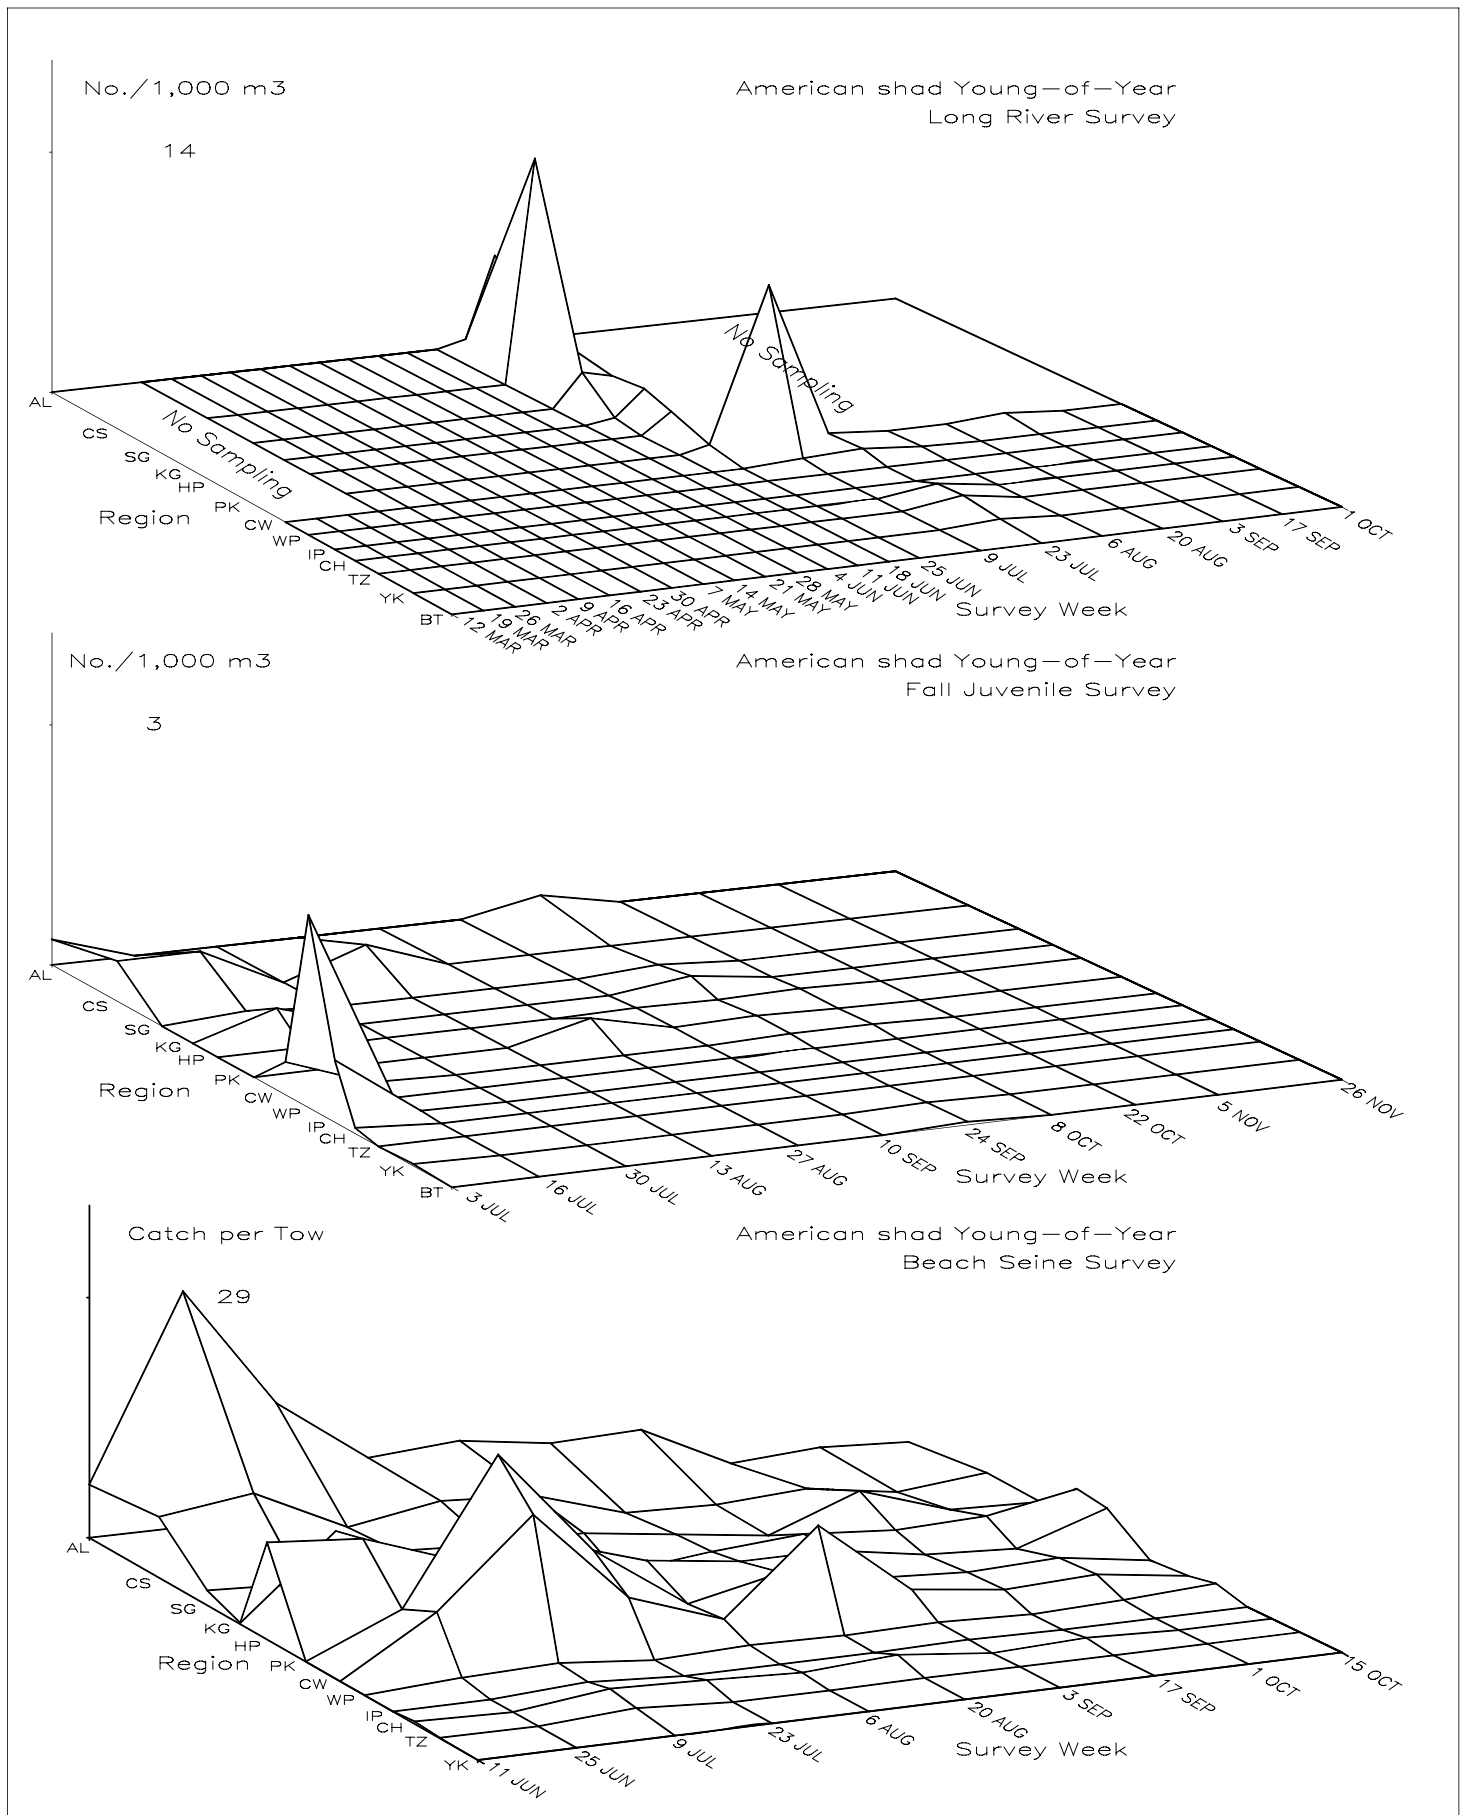 No./1,000 m3
American shad Young-of-Year
Long River Survey
14
No Sampling
No Sampling
AL
CS
SG
KG
HP
PK
CW
WP
IP
CH
TZ
YK
BT
Region
12 MAR
19 MAR
26 MAR
2 APR
9 APR
16 APR
23 APR
30 APR
7 MAY
14 MAY
21 MAY
28 MAY
4 JUN
11 JUN
18 JUN
25 JUN
9 JUL
23 JUL
6 AUG
20 AUG
3 SEP
17 SEP
1 OCT
Survey Week
No./1,000 m3
American shad Young-of-Year
Fall Juvenile Survey
3
AL
CS
SG
KG
HP
PK
CW
WP
IP
CH
TZ
YK
BT
Region
3 JUL
16 JUL
30 JUL
13 AUG
27 AUG
10 SEP
24 SEP
8 OCT
22 OCT
5 NOV
26 NOV
Survey Week
Catch per Tow
American shad Young-of-Year
Beach Seine Survey
29
AL
CS
SG
KG
HP
PK
CW
WP
IP
CH
TZ
YK
Region
11 JUN
25 JUN
9 JUL
23 JUL
6 AUG
20 AUG
3 SEP
17 SEP
1 OCT
15 OCT
Survey Week